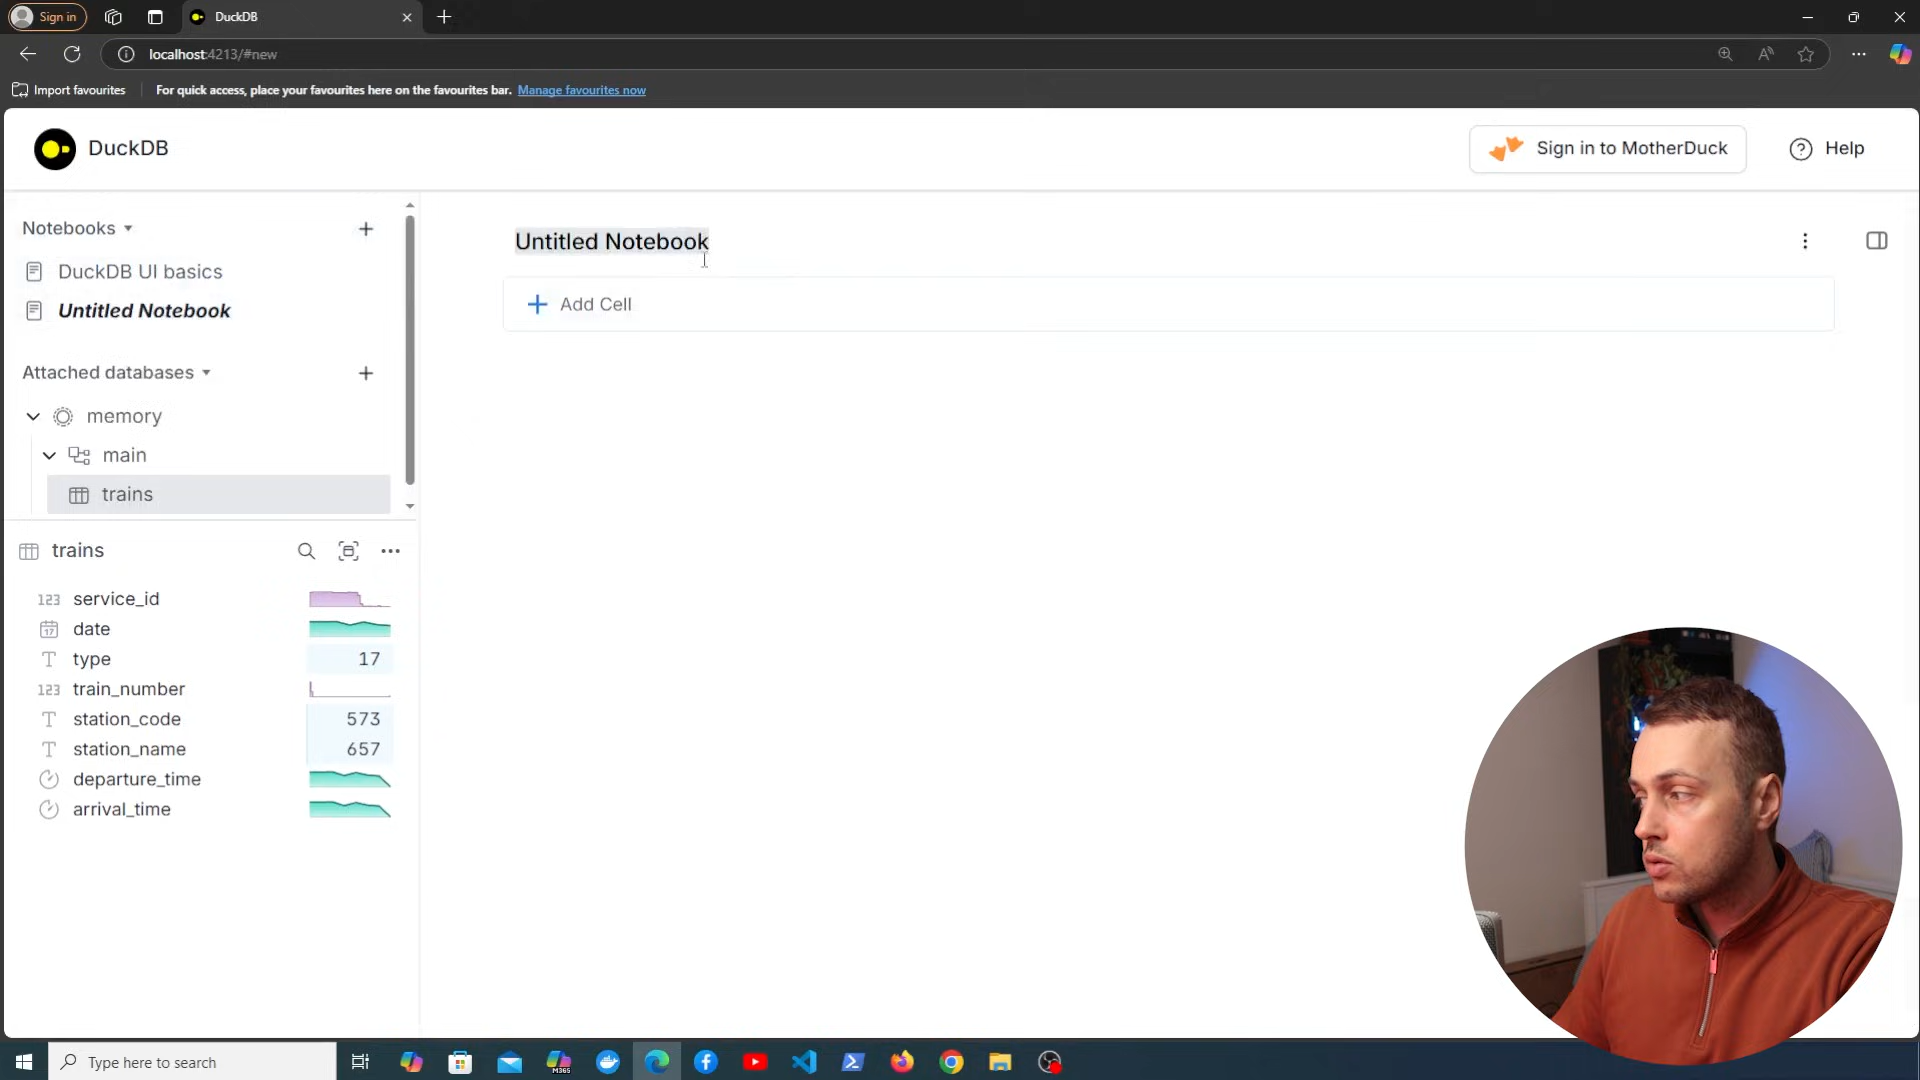 Sign in
DuckDB
localhost:4213/#new
Import favourites
For quick access, place your favourites here on the favourites bar. Manage favourites now
DuckDB
Sign in to MotherDuck
Help
Notebooks
DuckDB UI basics
Untitled Notebook
Attached databases
memory
main
trains
trains
123 service_id
17 date
T type 17
123 train_number
T station_code 573
T station_name 657
departure_time
arrival_time
Untitled Notebook
Add Cell
Type here to search
M365